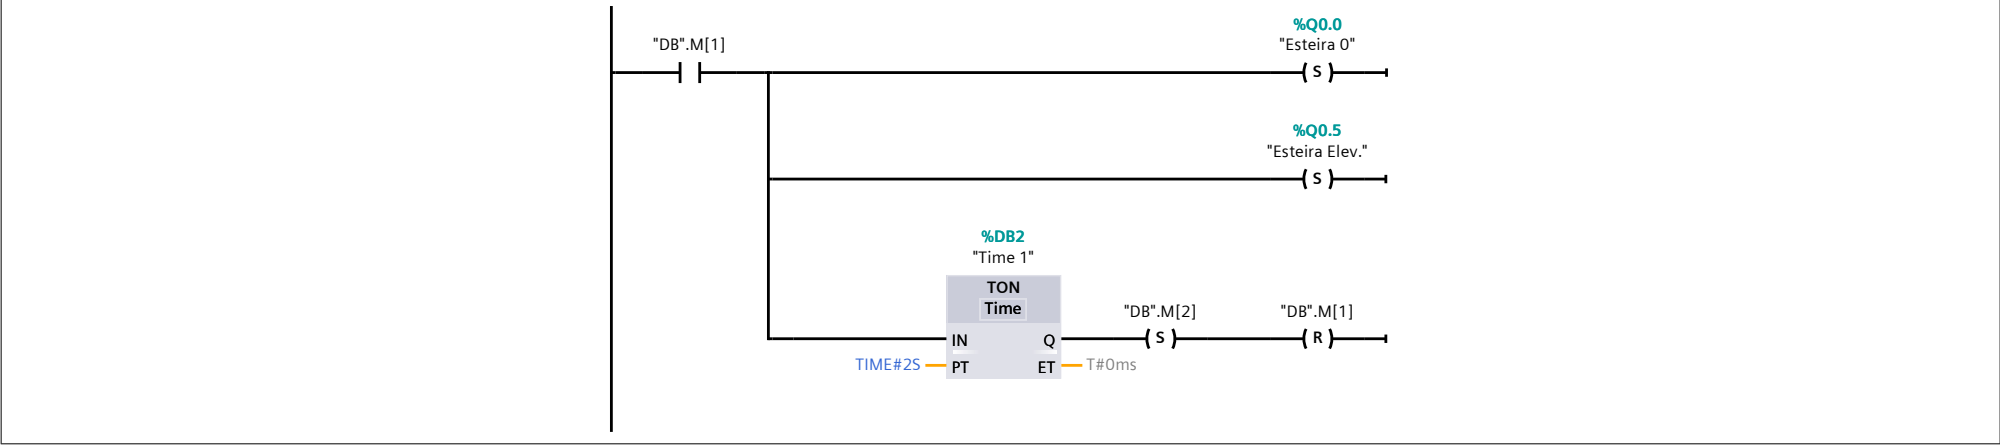 %Q0.0
"DB".M[1]
"Esteira 0"
S
%Q0.5
"Esteira Elev."
S
%DB2
"Time 1"
TON
Time
"DB".M[2]
"DB".M[1]
IN
Q
S
R
TIME#2S
PT
ET
T#0ms